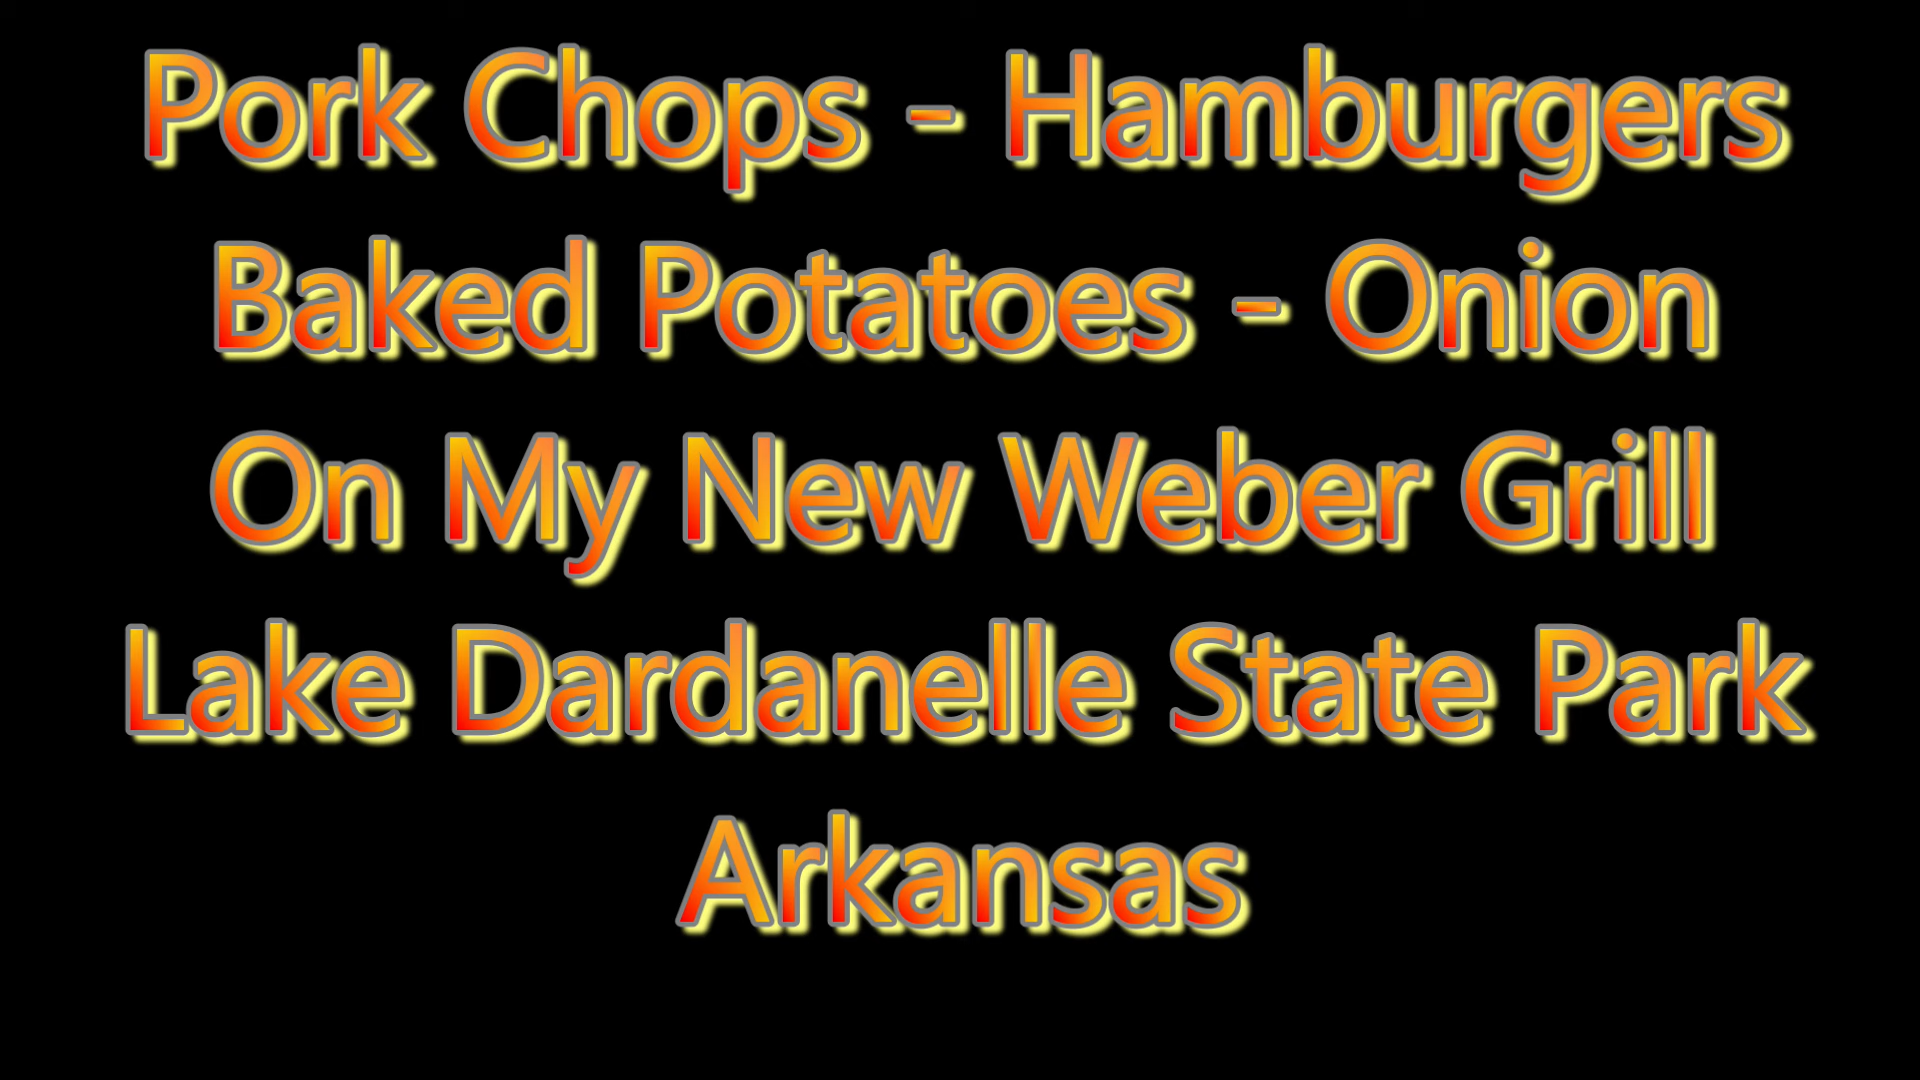 Pork Chops - Hamburgers
Baked Potatoes - Onion
On My New Weber Grill
Lake Dardanelle State Park
Arkansas